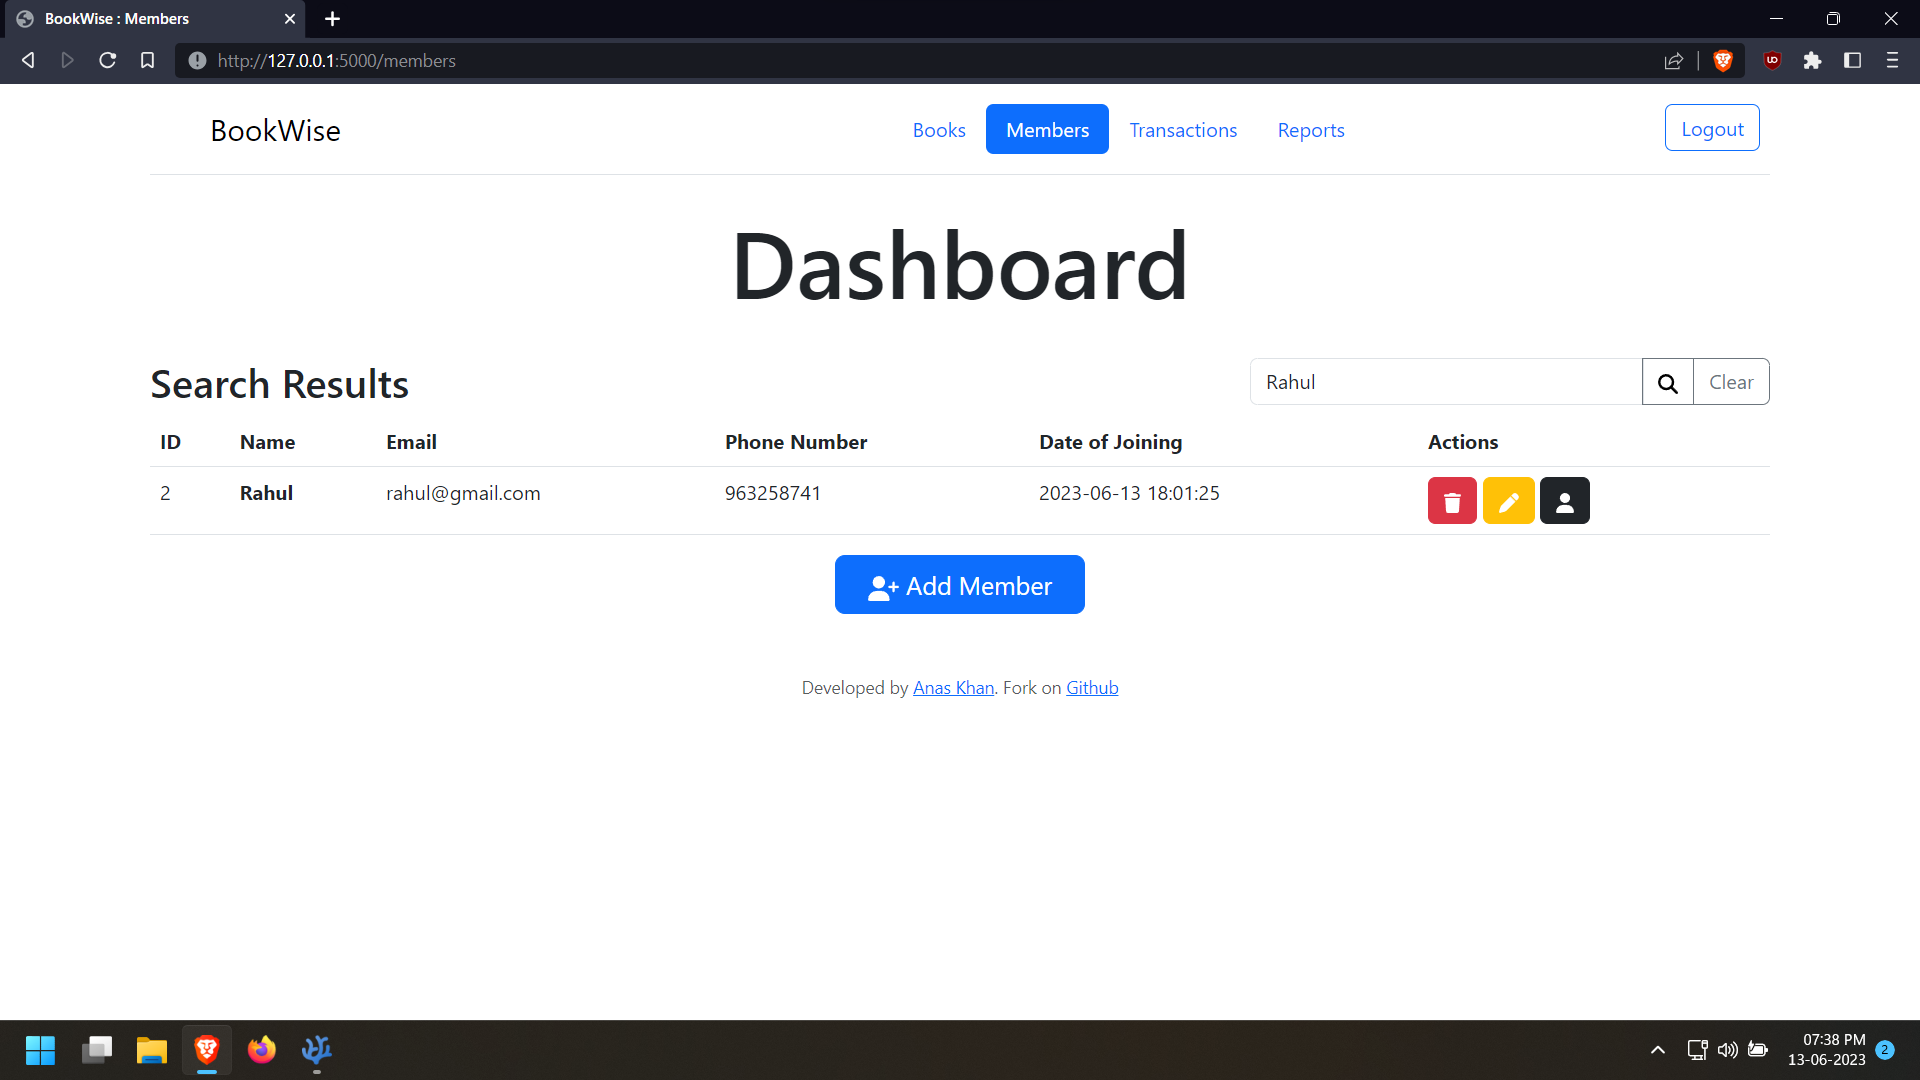 BookWise : Members
http://127.0.0.1:5000/members
BookWise
Books
Members
Transactions
Reports
Logout
Dashboard
Search Results
Rahul
Clear
ID Name Email Phone Number Date of Joining Actions
2 Rahul rahul@gmail.com 963258741 2023-06-13 18:01:25
Add Member
Developed by Anas Khan. Fork on Github
07:38 PM
13-06-2023
2